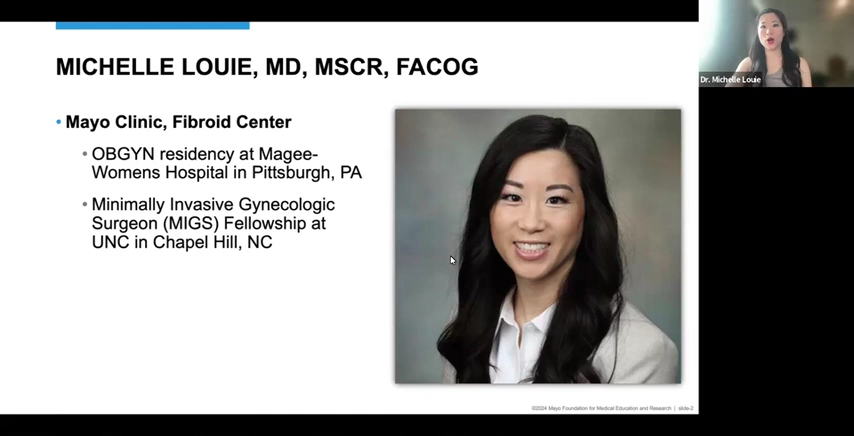 MICHELLE LOUIE, MD, MSCR, FACOG
• Mayo Clinic, Fibroid Center
• OBGYN residency at Magee-
Womens Hospital in Pittsburgh, PA
• Minimally Invasive Gynecologic
Surgeon (MIGS) Fellowship at
UNC in Chapel Hill, NC
©2024 Mayo Foundation for Medical Education and Research | slide-2
Dr. Michelle Louie